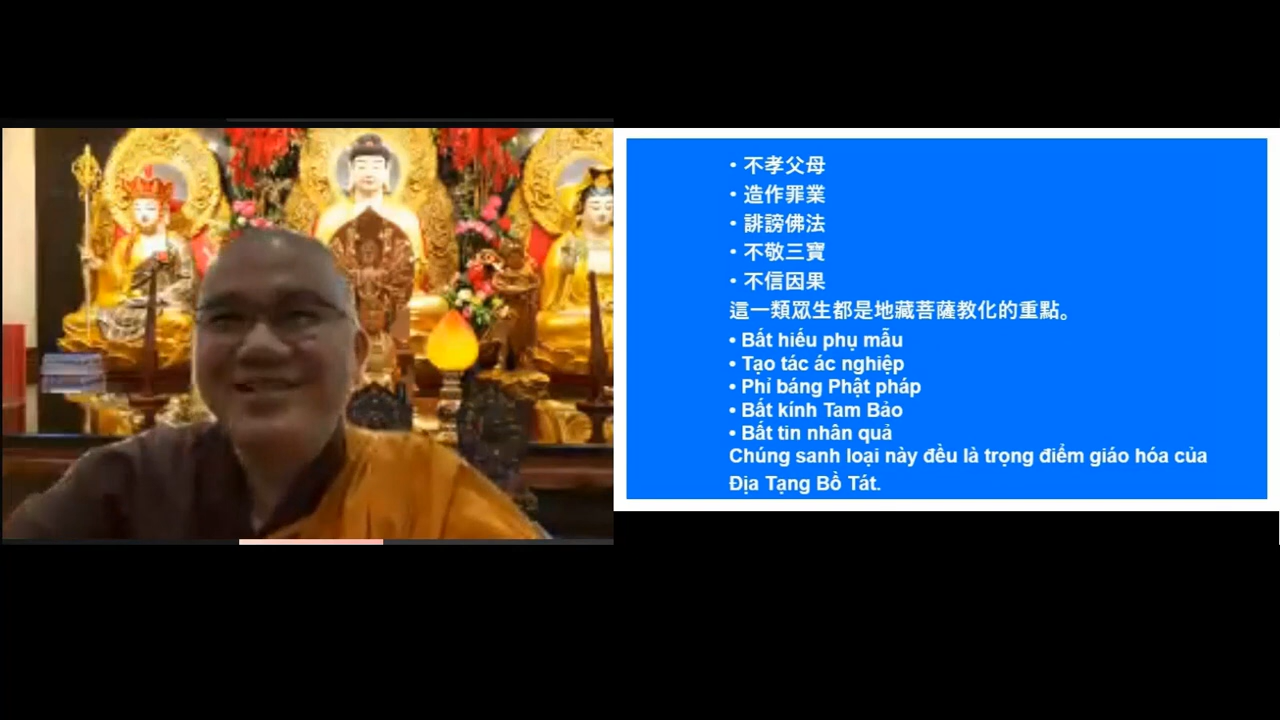 • 不孝父母
• 造作罪業
• 誹謗佛法
• 不敬三寶
• 不信因果
這一類眾生都是地藏菩薩教化的重點。
• Bất hiếu phụ mẫu
• Tạo tác ác nghiệp
• Phỉ báng Phật pháp
• Bất kính Tam Bảo
• Bất tin nhân quả
Chúng sanh loại này đều là trọng điểm giáo hóa của
Địa Tạng Bồ Tát.